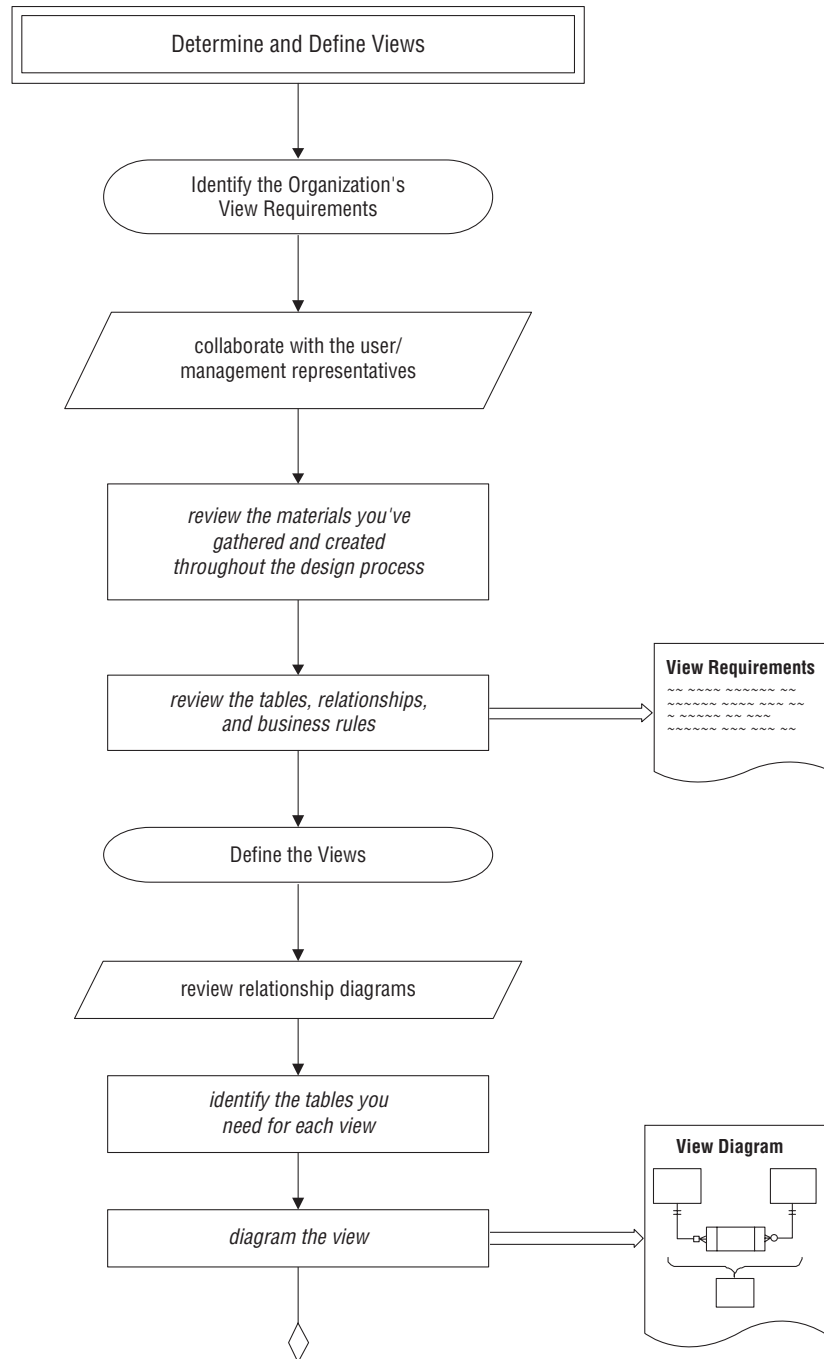 Determine and Define Views
Identify the Organization's
View Requirements
collaborate with the user/
management representatives
review the materials you've
gathered and created
throughout the design process
review the tables, relationships,
and business rules
View Requirements
~~ ~~~~ ~~~~~~ ~~
~~~~~~ ~~~~ ~~~ ~~
~ ~~~~~ ~~ ~~~
~~~~~~ ~~~ ~~~ ~~
Define the Views
review relationship diagrams
identify the tables you
need for each view
diagram the view
View Diagram